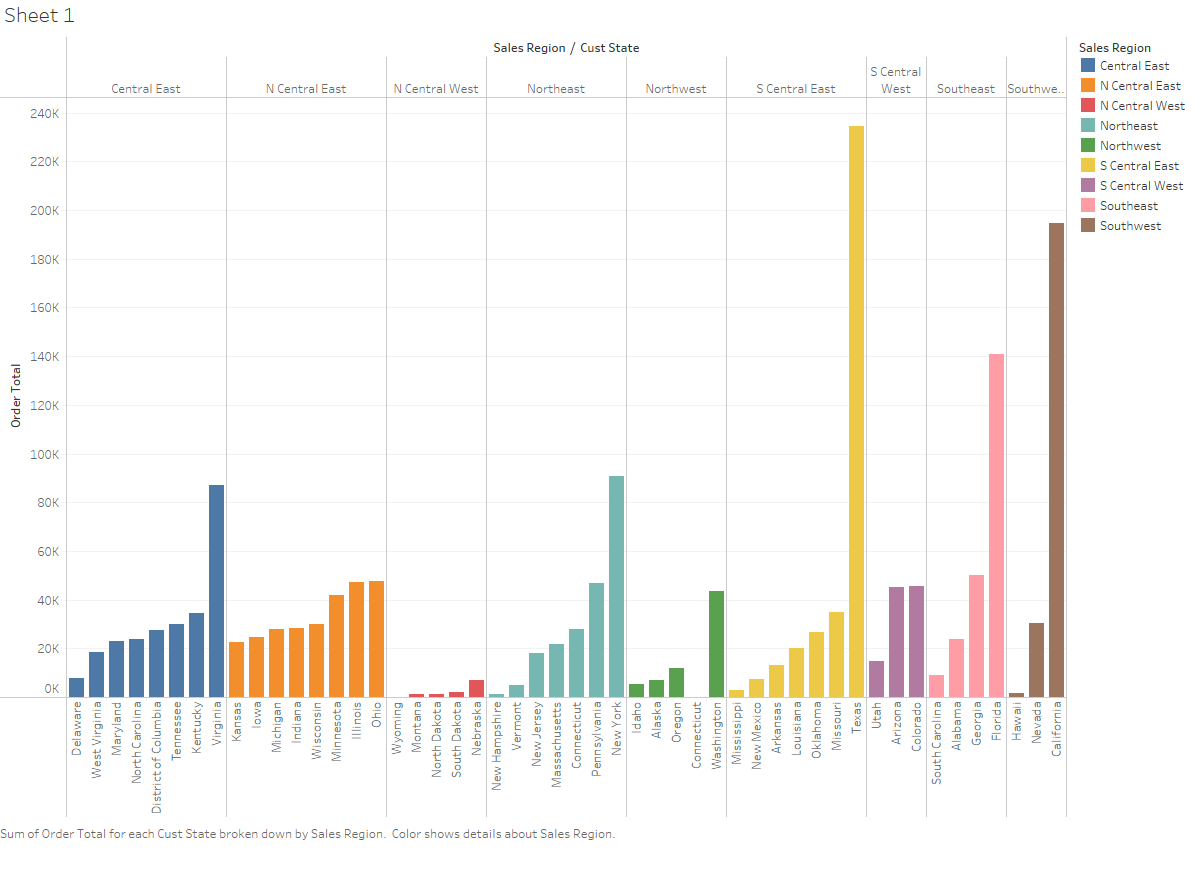 Sheet 1
Sales Region / Cust State
Central East
N Central East
N Central West
Northeast
Northwest
S Central East
S Central
West
Southeast
Southwe..
240K
220K
200K
180K
160K
140K
120K
100K
80K
60K
40K
20K
0K
Order Total
Delaware
West Virginia
Maryland
North Carolina
District of Columbia
Tennessee
Kentucky
Virginia
Kansas
Iowa
Michigan
Indiana
Wisconsin
Minnesota
Illinois
Ohio
Wyoming
Montana
North Dakota
South Dakota
Nebraska
New Hampshire
Vermont
New Jersey
Massachusetts
Connecticut
Pennsylvania
New York
Idaho
Alaska
Oregon
Connecticut
Washington
Mississippi
New Mexico
Arkansas
Louisiana
Oklahoma
Missouri
Texas
Utah
Arizona
Colorado
South Carolina
Alabama
Georgia
Florida
Hawaii
Nevada
California
Sales Region
Central East
N Central East
N Central West
Northeast
Northwest
S Central East
S Central West
Southeast
Southwest
Sum of Order Total for each Cust State broken down by Sales Region.  Color shows details about Sales Region.